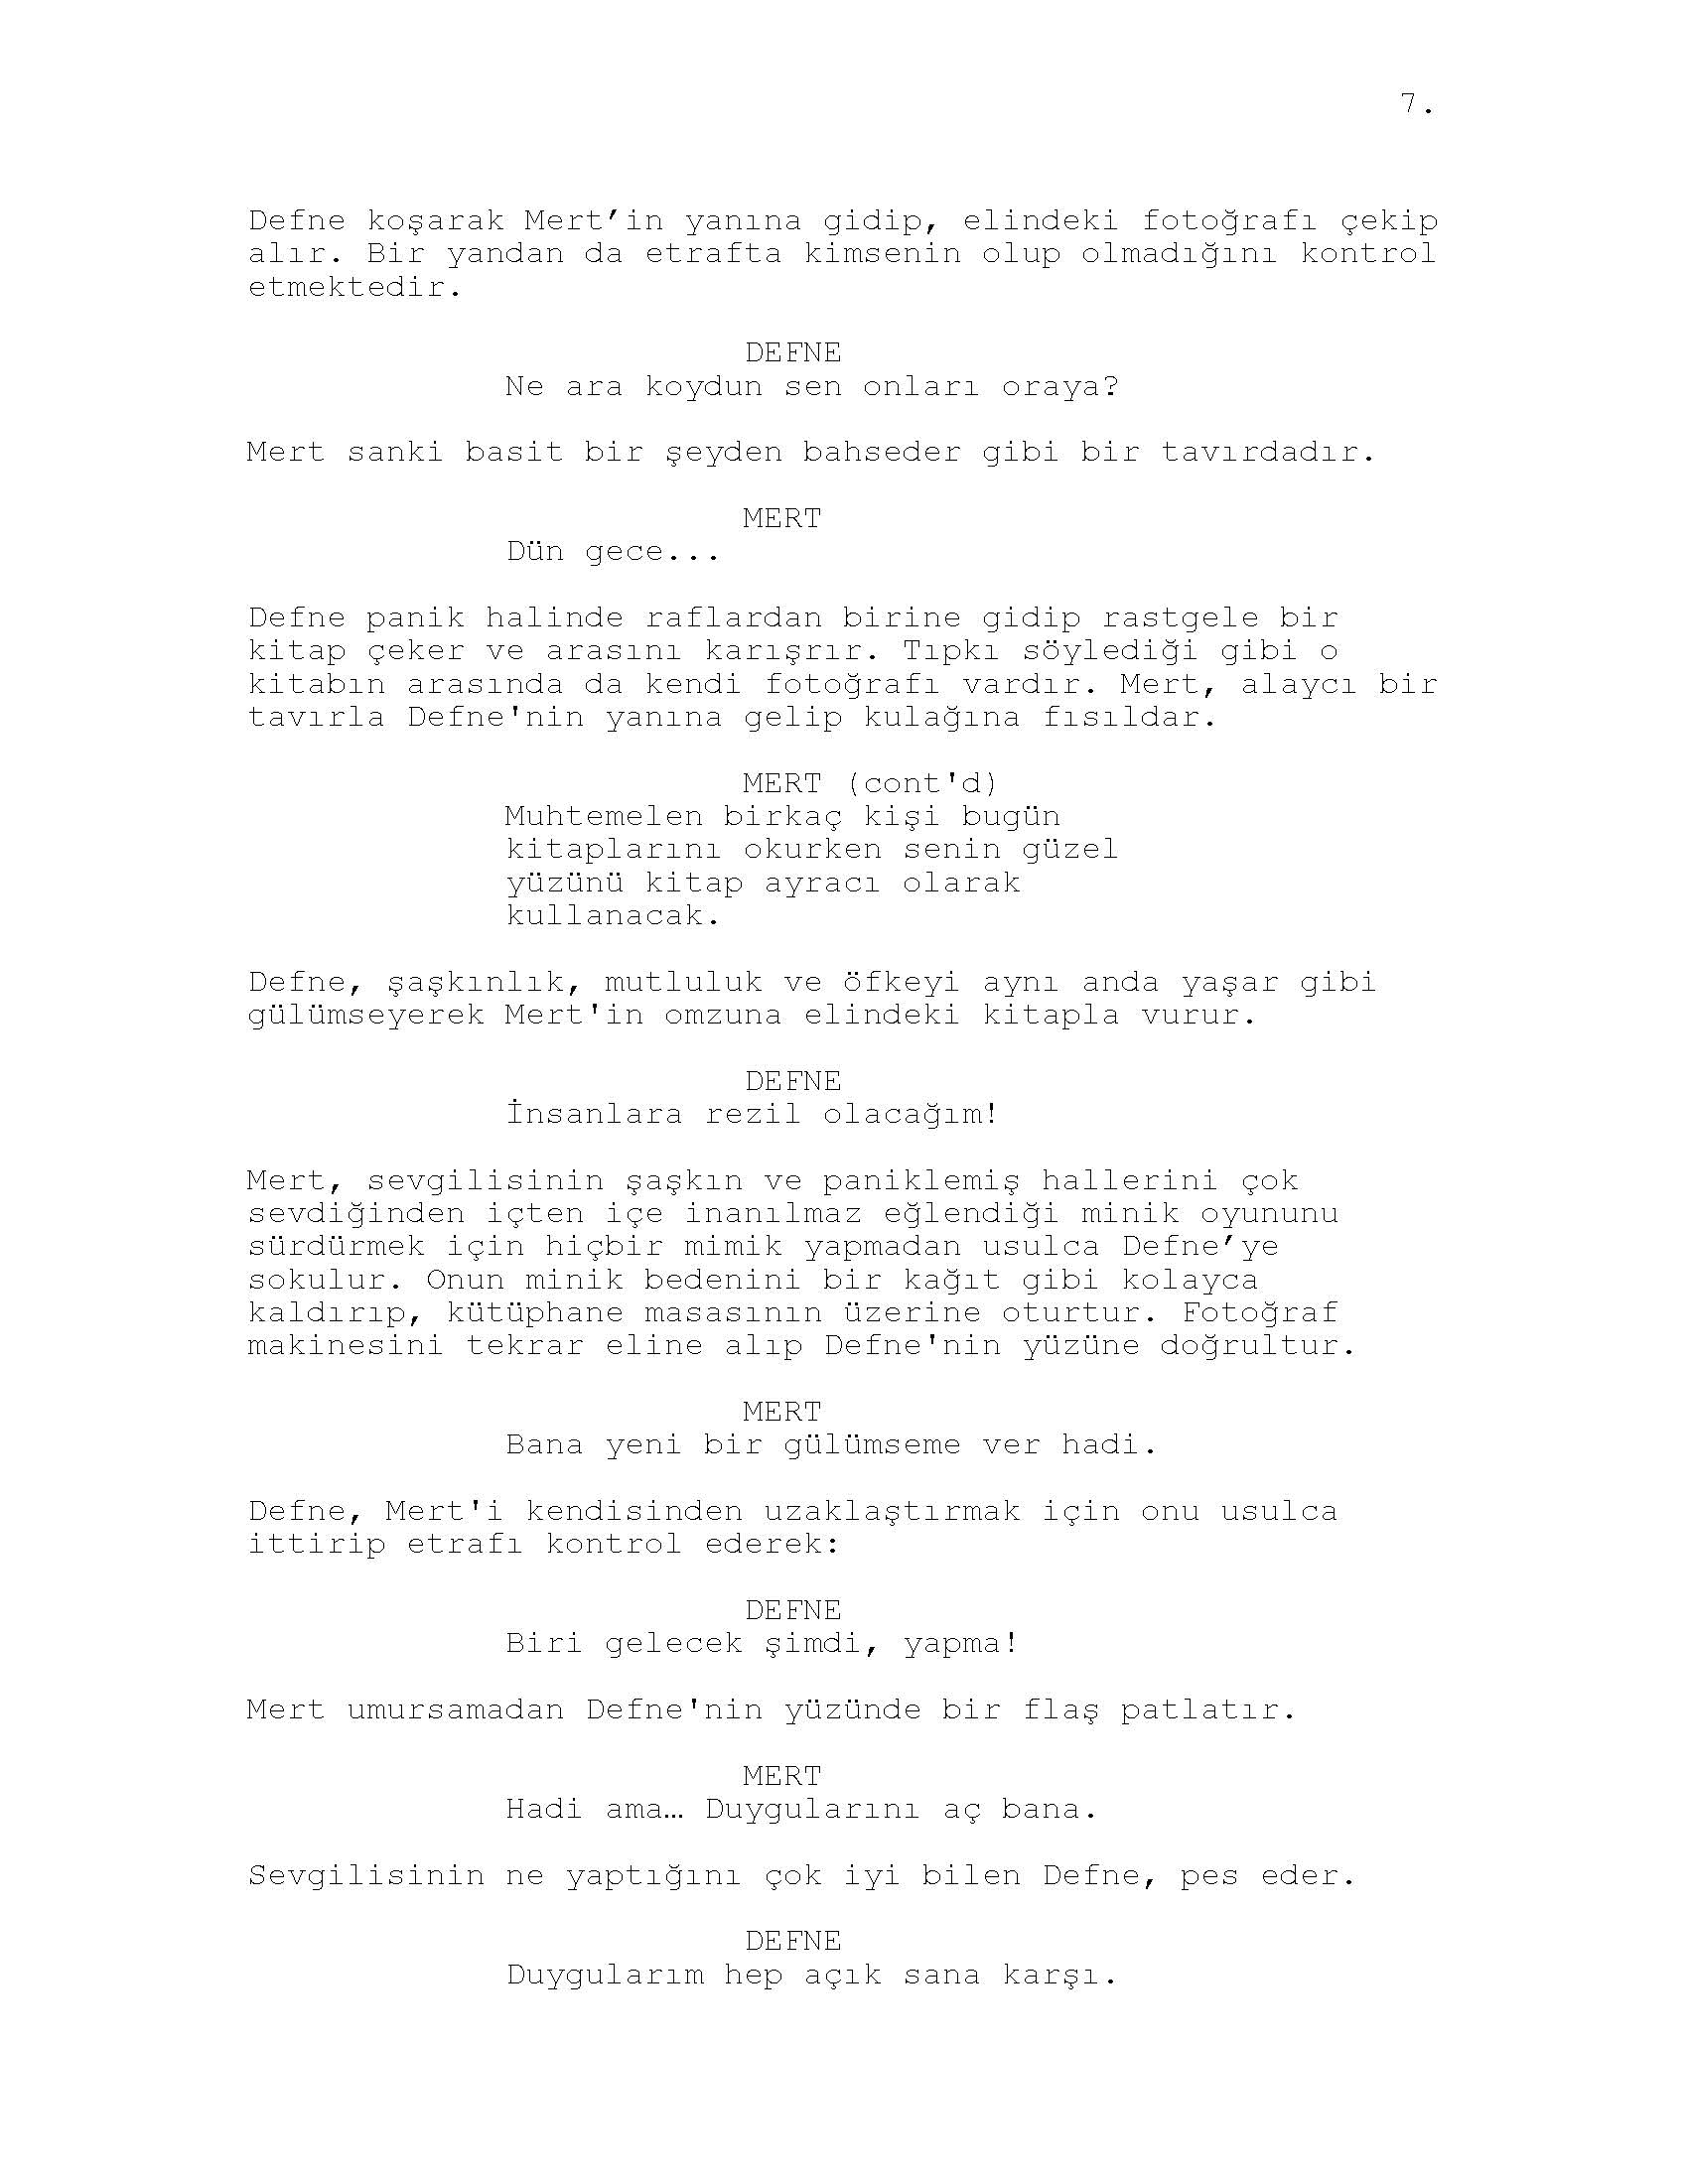 7.
Defne koşarak Mert’in yanına gidip, elindeki fotoğrafı çekip
alır. Bir yandan da etrafta kimsenin olup olmadığını kontrol
etmektedir.
DEFNE
Ne ara koydun sen onları oraya?
Mert sanki basit bir şeyden bahseder gibi bir tavırdadır.
MERT
Dün gece...
Defne panik halinde raflardan birine gidip rastgele bir
kitap çeker ve arasını karışrır. Tıpkı söylediği gibi o
kitabın arasında da kendi fotoğrafı vardır. Mert, alaycı bir
tavırla Defne'nin yanına gelip kulağına fısıldar.
MERT (cont'd)
Muhtemelen birkaç kişi bugün
kitaplarını okurken senin güzel
yüzünü kitap ayracı olarak
kullanacak.
Defne, şaşkınlık, mutluluk ve öfkeyi aynı anda yaşar gibi
gülümseyerek Mert'in omzuna elindeki kitapla vurur.
DEFNE
İnsanlara rezil olacağım!
Mert, sevgilisinin şaşkın ve paniklemiş hallerini çok
sevdiğinden içten içe inanılmaz eğlendiği minik oyununu
sürdürmek için hiçbir mimik yapmadan usulca Defne’ye
sokulur. Onun minik bedenini bir kağıt gibi kolayca
kaldırıp, kütüphane masasının üzerine oturtur. Fotoğraf
makinesini tekrar eline alıp Defne'nin yüzüne doğrultur.
MERT
Bana yeni bir gülümseme ver hadi.
Defne, Mert'i kendisinden uzaklaştırmak için onu usulca
ittirip etrafı kontrol ederek:
DEFNE
Biri gelecek şimdi, yapma!
Mert umursamadan Defne'nin yüzünde bir flaş patlatır.
MERT
Hadi ama… Duygularını aç bana.
Sevgilisinin ne yaptığını çok iyi bilen Defne, pes eder.
DEFNE
Duygularım hep açık sana karşı.